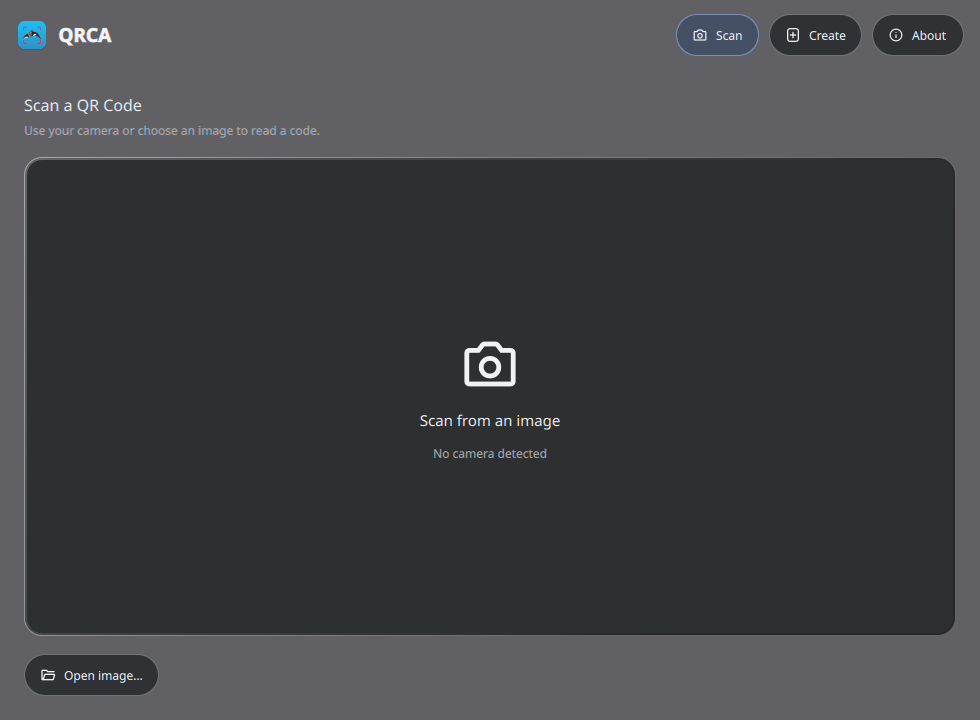 QRCA
Scan
Create
About
Scan a QR Code
Use your camera or choose an image to read a code.
Scan from an image
No camera detected
Open image...